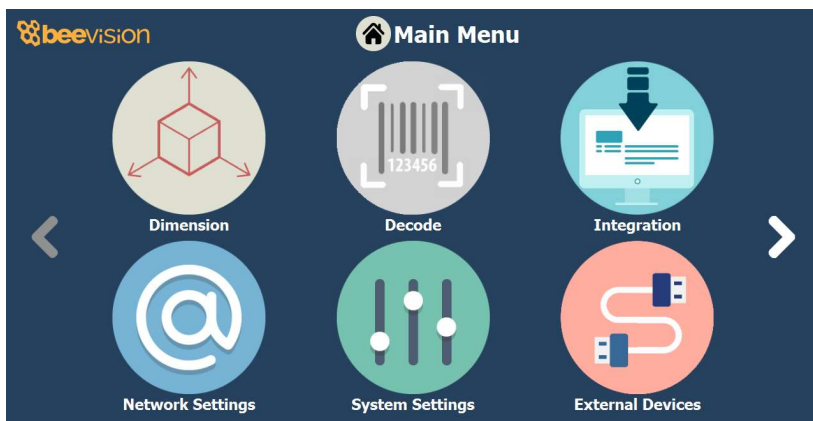 beevision
Main Menu
123456
Dimension
Decode
Integration
@
Network Settings
System Settings
External Devices